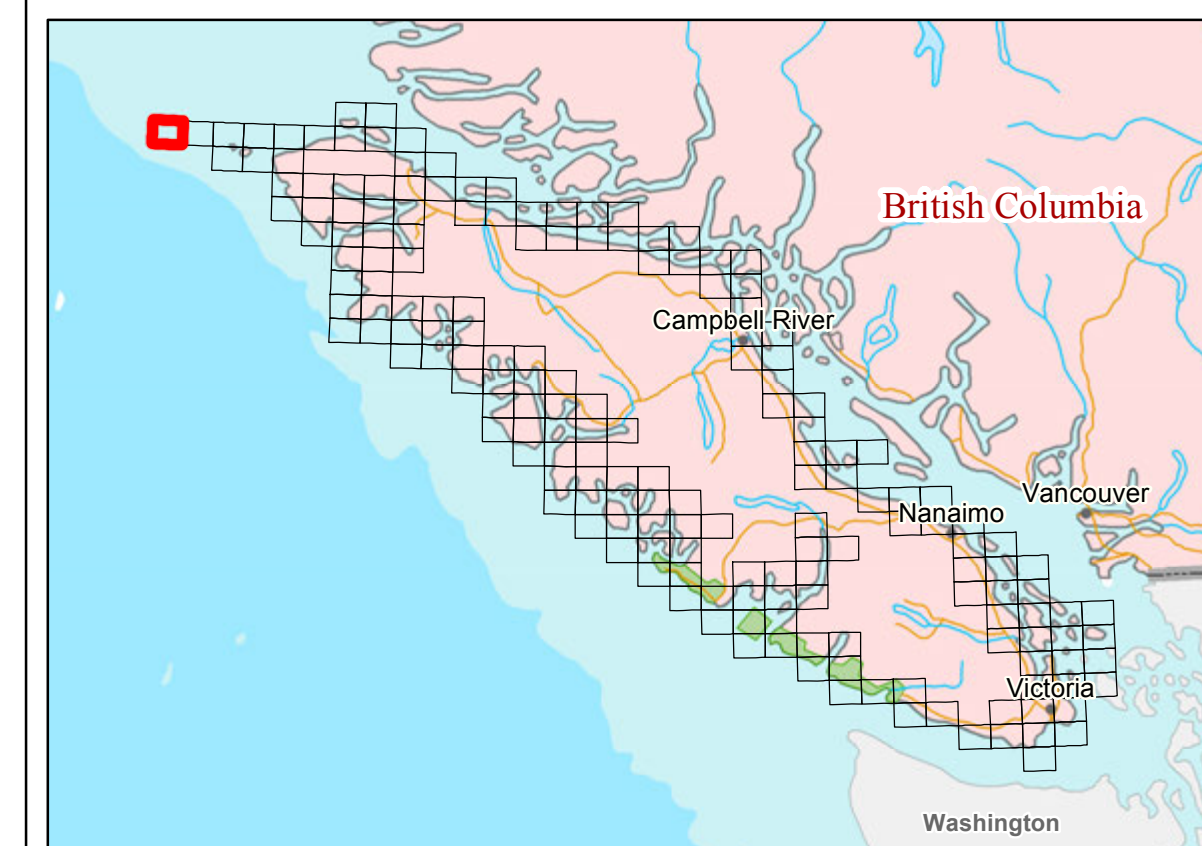 British Columbia
Campbell River
Vancouver
Nanaimo
Victoria
Washington